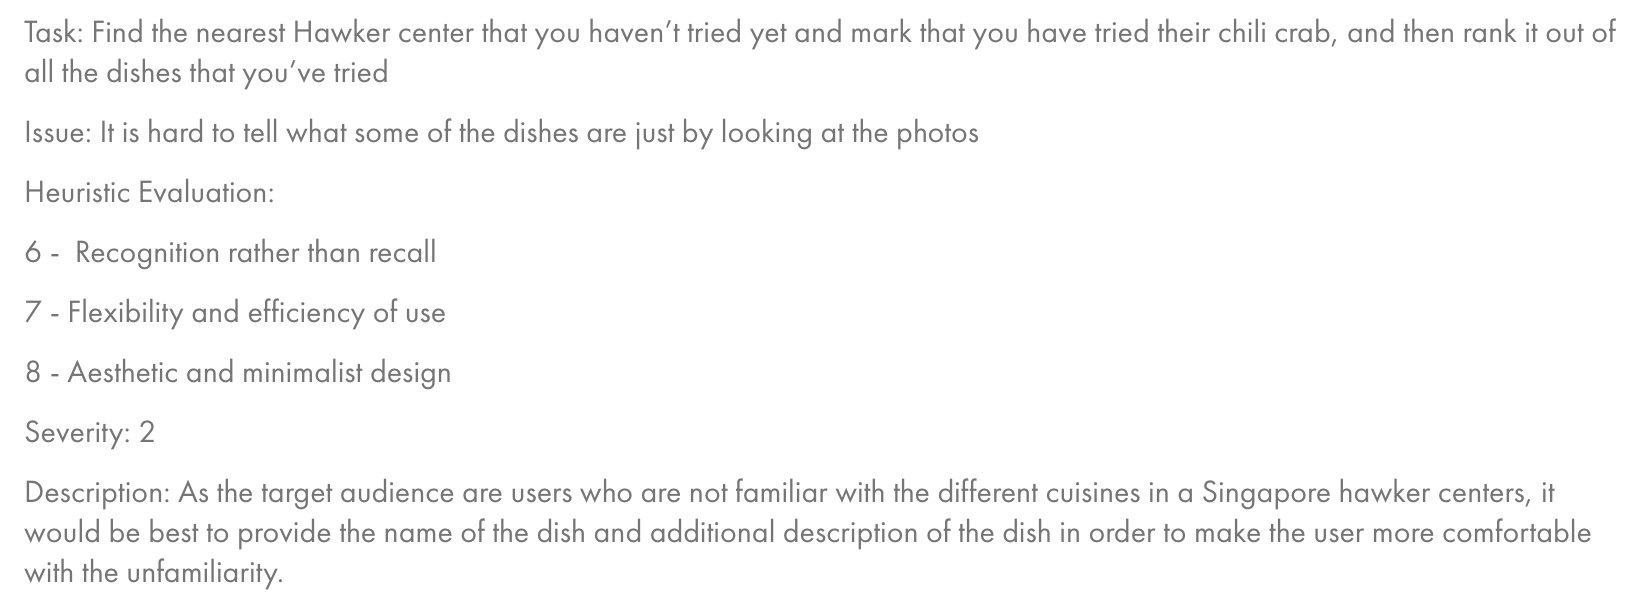 Task: Find the nearest Hawker center that you haven’t tried yet and mark that you have tried their chili crab, and then rank it out of
all the dishes that you’ve tried
Issue: It is hard to tell what some of the dishes are just by looking at the photos
Heuristic Evaluation:
6 -  Recognition rather than recall
7 - Flexibility and efficiency of use
8 - Aesthetic and minimalist design
Severity: 2
Description: As the target audience are users who are not familiar with the different cuisines in a Singapore hawker centers, it
would be best to provide the name of the dish and additional description of the dish in order to make the user more comfortable
with the unfamiliarity.